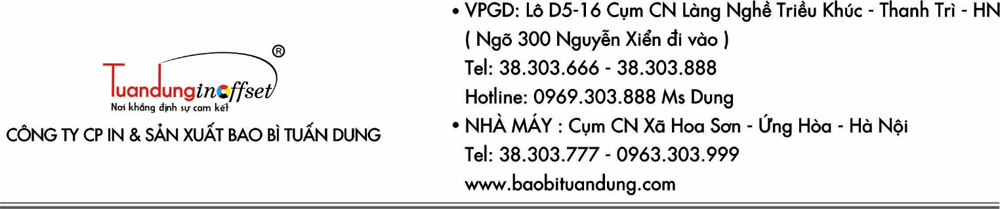 Tuandunginoffset®
Nơi khẳng định sự cam kết
CÔNG TY CP IN & SẢN XUẤT BAO BÌ TUẤN DUNG
• VPGD: Lô D5-16 Cụm CN Làng Nghề Triều Khúc - Thanh Trì - HN
( Ngõ 300 Nguyễn Xiển đi vào )
Tel: 38.303.666 - 38.303.888
Hotline: 0969.303.888 Ms Dung
• NHÀ MÁY : Cụm CN Xã Hoa Sơn - Ứng Hòa - Hà Nội
Tel: 38.303.777 - 0963.303.999
www.baobituandung.com